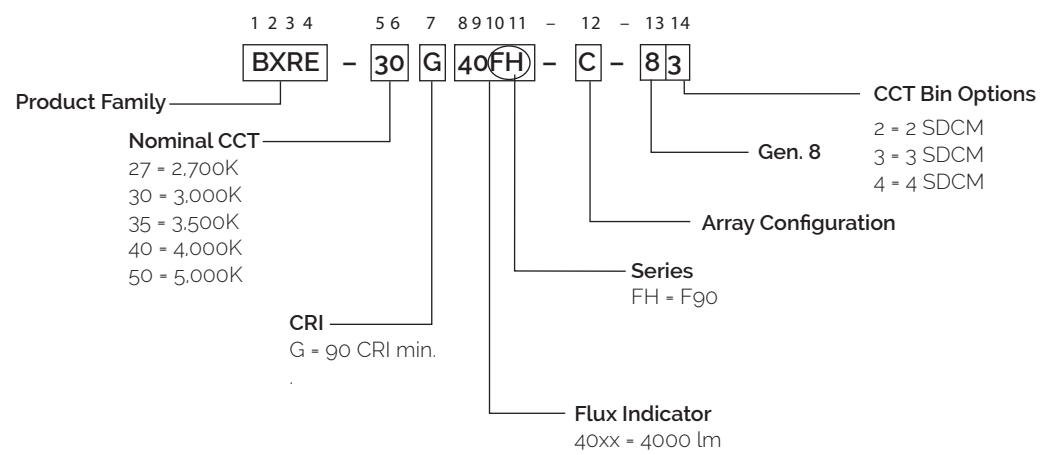 1 2 3 4 5 6 7 8 9 10 11 – 12 – 13 14
BXRE – 30 G 40FH – C – 8 3
Product Family
CCT Bin Options
2 = 2 SDCM
3 = 3 SDCM
4 = 4 SDCM
Nominal CCT
27 = 2,700K
30 = 3,000K
35 = 3,500K
40 = 4,000K
50 = 5,000K
Gen. 8
Array Configuration
Series
FH = F90
CRI
G = 90 CRI min.
.
Flux Indicator
40xx = 4000 lm